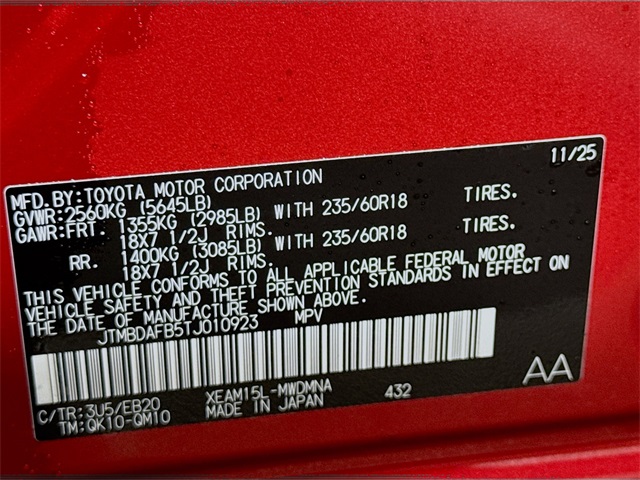 11/25
MFD.BY:TOYOTA MOTOR CORPORATION
GVWR:2560KG (5645LB)
GAWR:FRT. 1355KG (2985LB) WITH 235/60R18 TIRES.
18X7 1/2J RIMS.
RR. 1400KG (3085LB) WITH 235/60R18 TIRES.
18X7 1/2J RIMS.
THIS VEHICLE CONFORMS TO ALL APPLICABLE FEDERAL MOTOR
VEHICLE SAFETY AND THEFT PREVENTION STANDARDS IN EFFECT ON
THE DATE OF MANUFACTURE SHOWN ABOVE.
JTMBDAFB5TJ010923 MPV
C/TR:3U5/EB20 XEAM15L-MWDMNA 432 AA
TM:QK10-QM10 MADE IN JAPAN